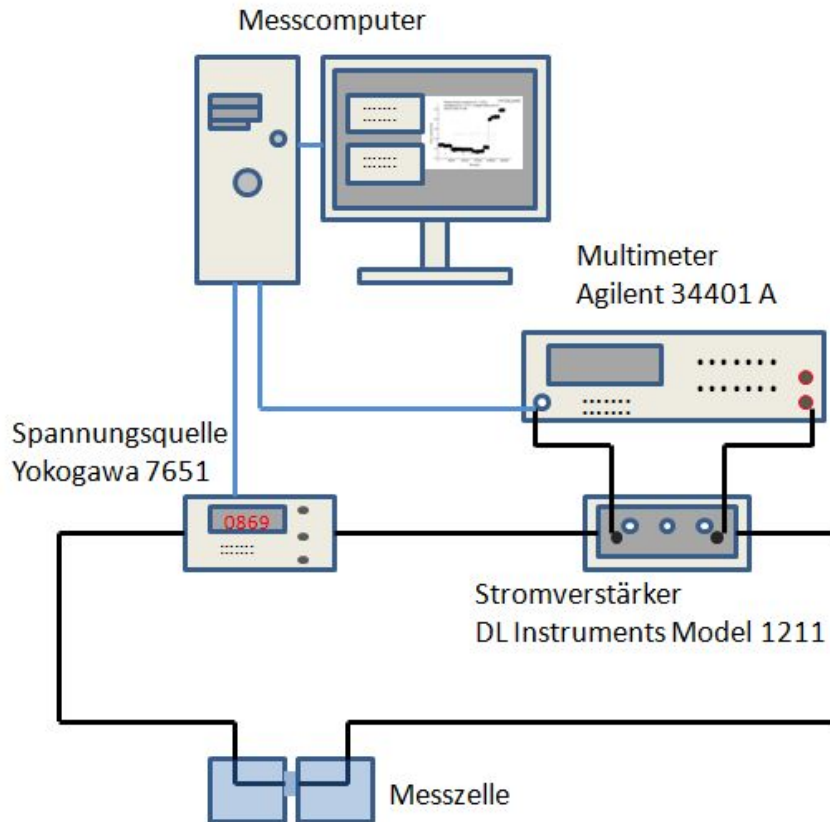 Messcomputer
Multimeter
Agilent 34401 A
Spannungsquelle
Yokogawa 7651
0869
Stromverstärker
DL Instruments Model 1211
Messzelle